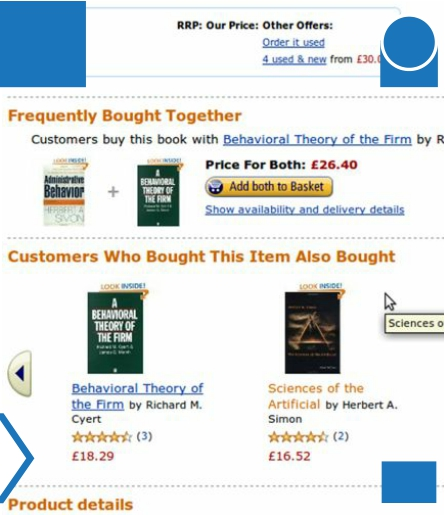 RRP: Our Price: Other Offers:
Order it used
4 used & new from £30.0
Frequently Bought Together
Customers buy this book with Behavioral Theory of the Firm by R
LOOK INSIDE! LOOK INSIDE!
Administrative
Behavior
HERBERT A.
SIMON
+
A
BEHAVIORAL
THEORY OF
THE FIRM
Price For Both: £26.40
Add both to Basket
Show availability and delivery details
Customers Who Bought This Item Also Bought
LOOK INSIDE! LOOK INSIDE!
A
BEHAVIORAL
THEORY OF
THE FIRM
Richard M. Cyert &
James G. March
Sciences o
Behavioral Theory of
the Firm by Richard M.
Cyert
(3)
£18.29
Sciences of the
Artificial by Herbert A.
Simon
(2)
£16.52
Product details